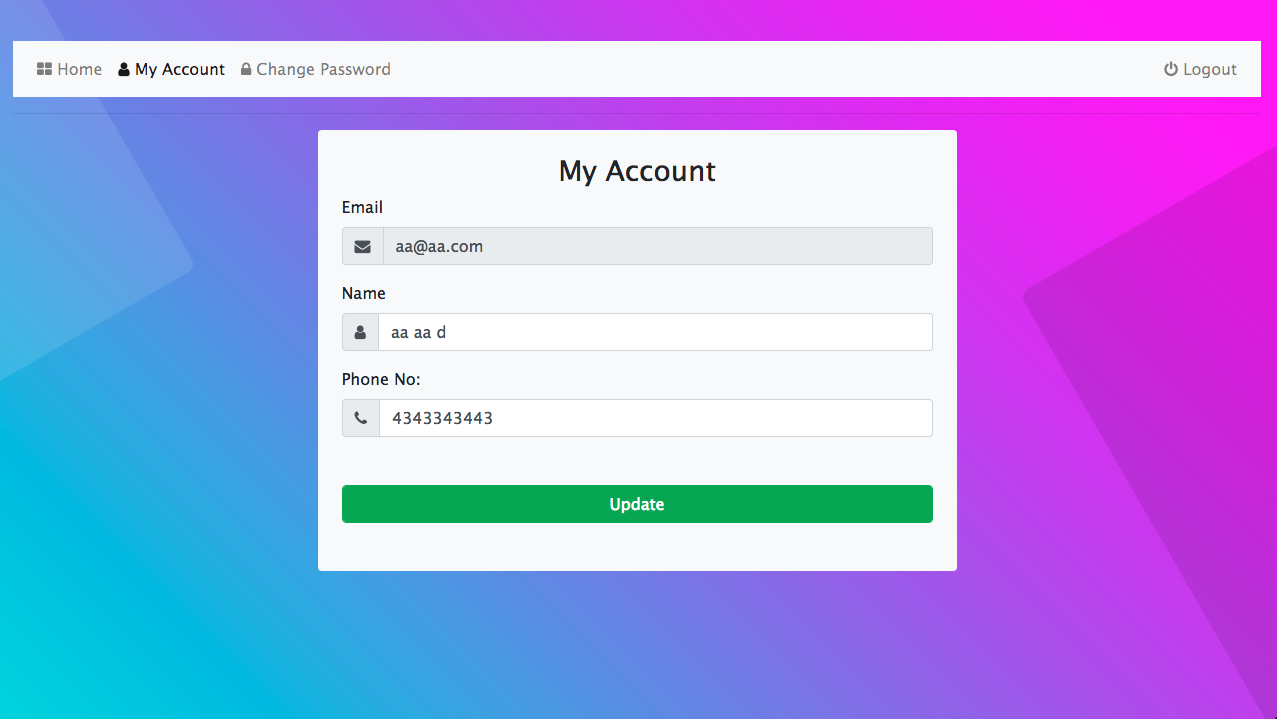 Home My Account Change Password Logout
My Account
Email
aa@aa.com
Name
aa aa d
Phone No:
4343343443
Update